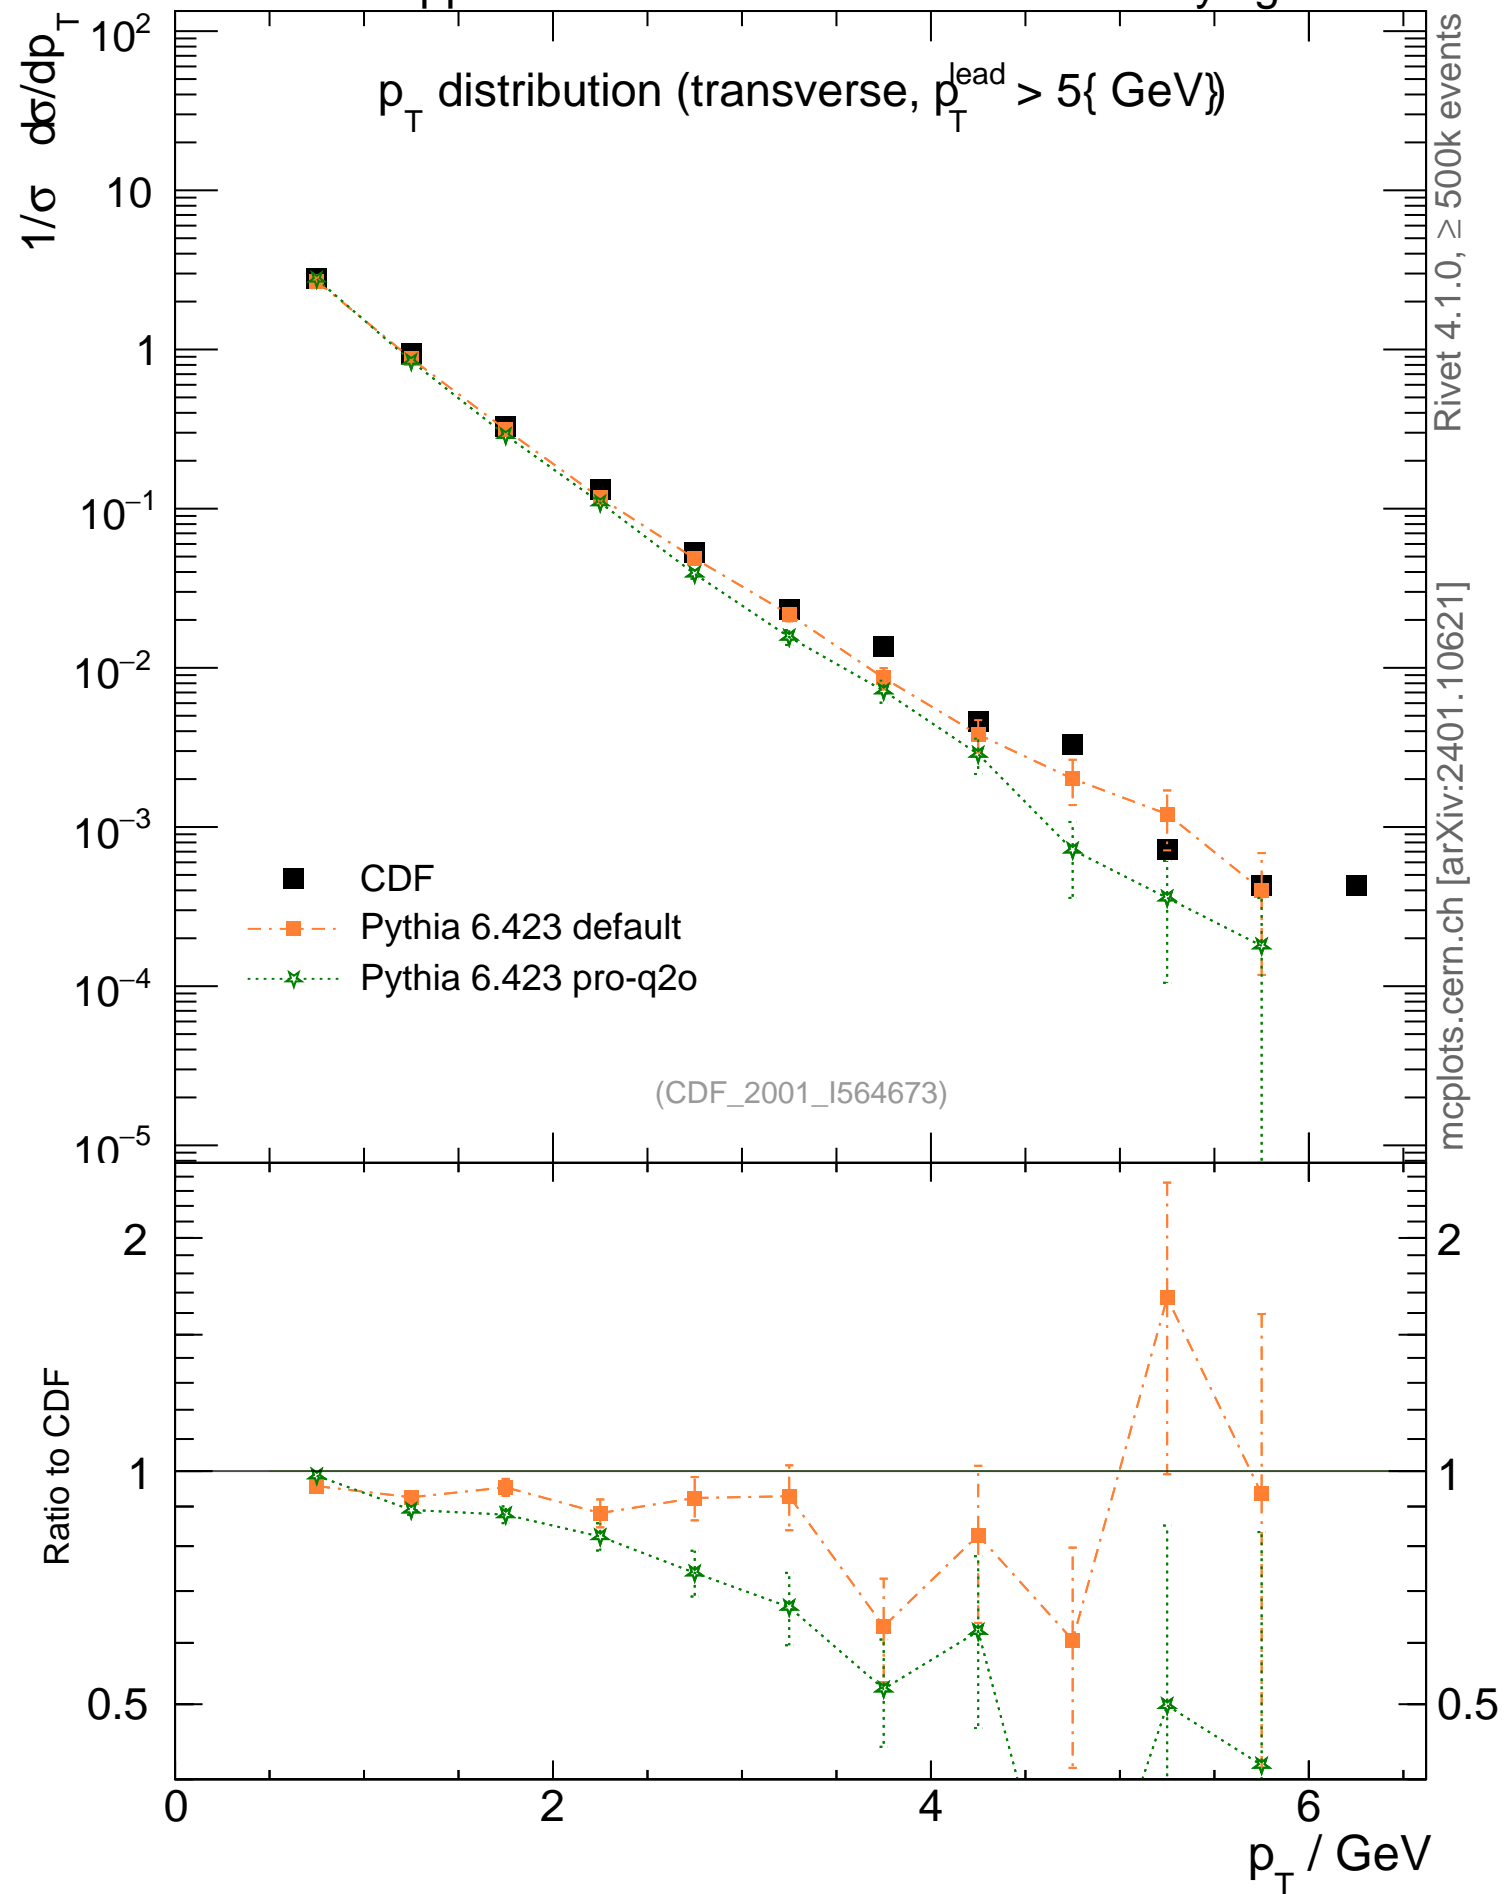 p_T distribution (transverse, p_T^lead > 5{ GeV})
1/σ dσ/dp_T
10²
10
1
10⁻¹
10⁻²
10⁻³
10⁻⁴
10⁻⁵
CDF
Pythia 6.423 default
Pythia 6.423 pro-q2o
(CDF_2001_I564673)
Rivet 4.1.0, ≥ 500k events
mcplots.cern.ch [arXiv:2401.10621]
Ratio to CDF
2
1
0.5
2
1
0.5
0
2
4
6
p_T / GeV